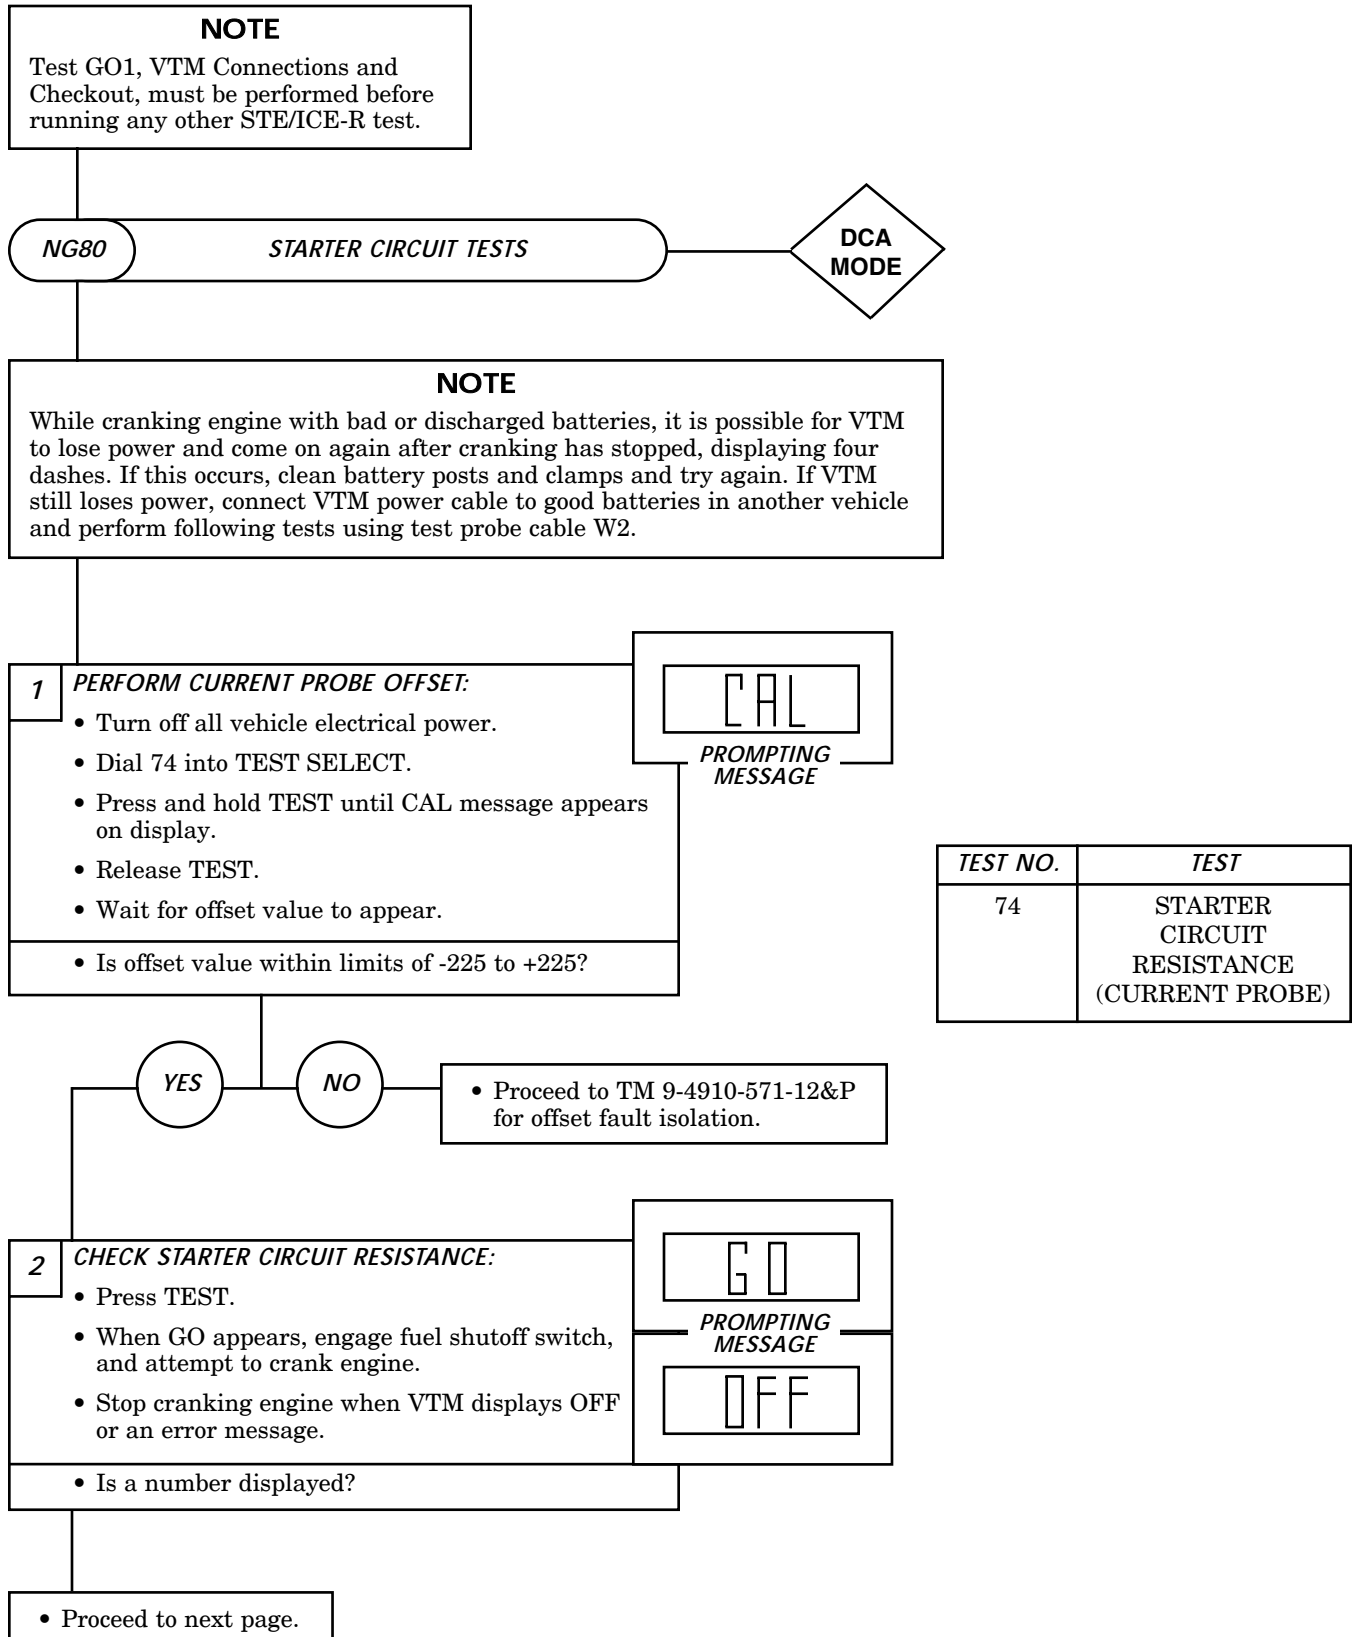 NOTE
Test GO1, VTM Connections and
Checkout, must be performed before
running any other STE/ICE-R test.
NG80
STARTER CIRCUIT TESTS
DCA
MODE
NOTE
While cranking engine with bad or discharged batteries, it is possible for VTM
to lose power and come on again after cranking has stopped, displaying four
dashes. If this occurs, clean battery posts and clamps and try again. If VTM
still loses power, connect VTM power cable to good batteries in another vehicle
and perform following tests using test probe cable W2.
1
PERFORM CURRENT PROBE OFFSET:
• Turn off all vehicle electrical power.
• Dial 74 into TEST SELECT.
• Press and hold TEST until CAL message appears
on display.
• Release TEST.
• Wait for offset value to appear.
• Is offset value within limits of -225 to +225?
CAL
PROMPTING
MESSAGE
TEST NO.
TEST
74
STARTER
CIRCUIT
RESISTANCE
(CURRENT PROBE)
YES
NO
• Proceed to TM 9-4910-571-12&P
for offset fault isolation.
2
CHECK STARTER CIRCUIT RESISTANCE:
• Press TEST.
• When GO appears, engage fuel shutoff switch,
and attempt to crank engine.
• Stop cranking engine when VTM displays OFF
or an error message.
• Is a number displayed?
GO
PROMPTING
MESSAGE
OFF
• Proceed to next page.